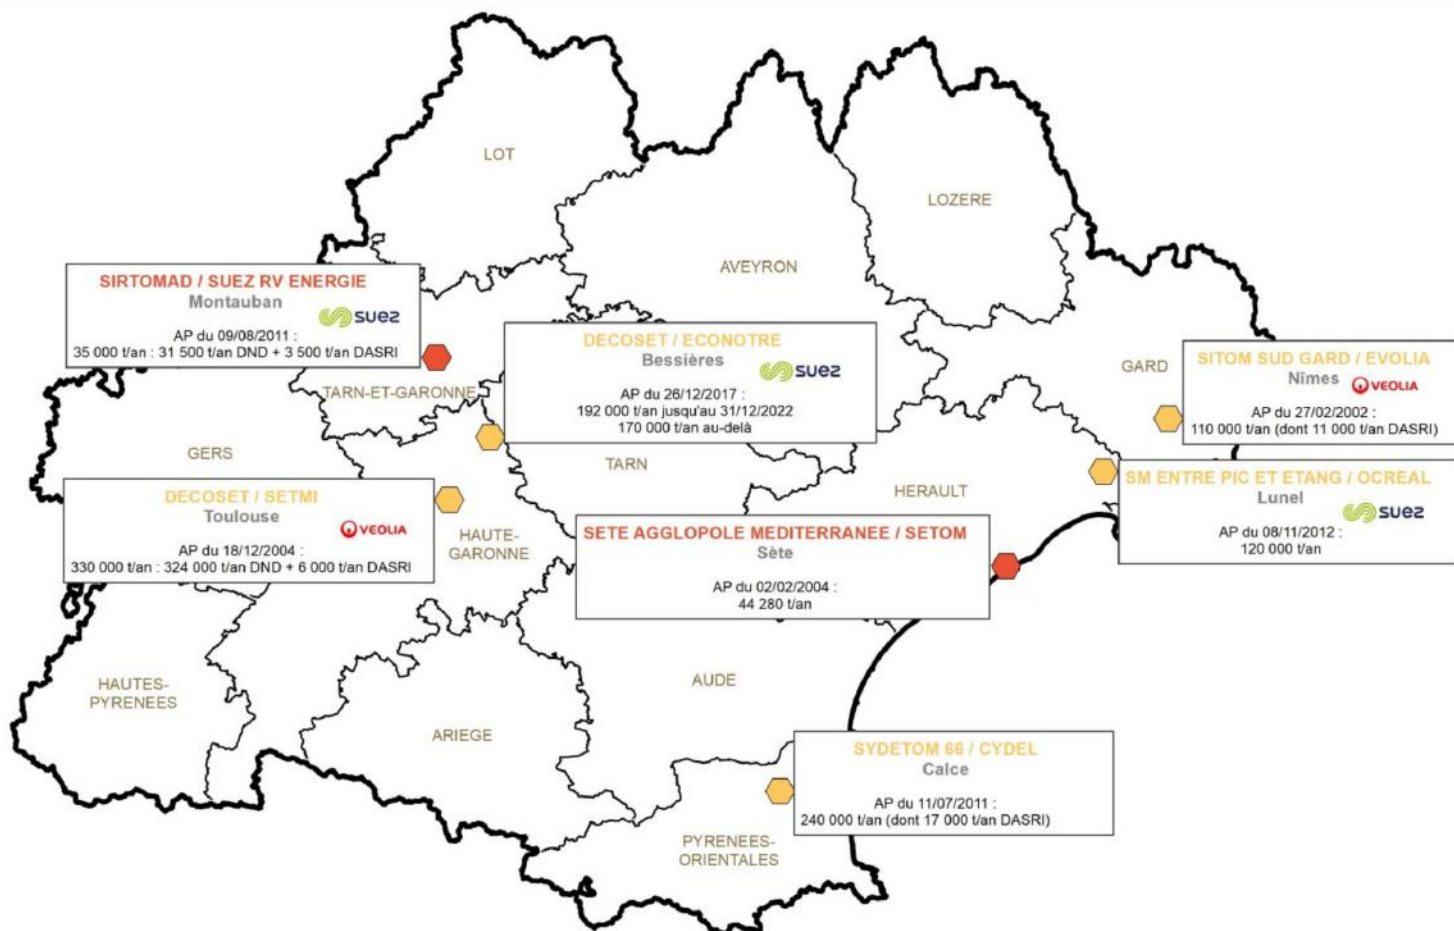 LOT
LOZERE
AVEYRON
SIRTOMAD / SUEZ RV ENERGIE
Montauban
suez
AP du 09/08/2011 :
35 000 t/an : 31 500 t/an DND + 3 500 t/an DASRI
TARN-ET-GARONNE
DECOSET / ECONOTRE
Bessières
suez
AP du 26/12/2017 :
192 000 t/an jusqu'au 31/12/2022
170 000 t/an au-delà
GARD
SITOM SUD GARD / EVOLIA
Nîmes
VEOLIA
AP du 27/02/2002 :
110 000 t/an (dont 11 000 t/an DASRI)
GERS
TARN
HERAULT
SM ENTRE PIC ET ETANG / OCREAL
Lunel
suez
AP du 08/11/2012 :
120 000 t/an
DECOSET / SETMI
Toulouse
VEOLIA
AP du 18/12/2004 :
330 000 t/an : 324 000 t/an DND + 6 000 t/an DASRI
HAUTE-
GARONNE
SETE AGGLOPOLE MEDITERRANEE / SETOM
Sète
AP du 02/02/2004 :
44 280 t/an
HAUTES-
PYRENEES
ARIEGE
AUDE
SYDETOM 66 / CYDEL
Calce
AP du 11/07/2011 :
240 000 t/an (dont 17 000 t/an DASRI)
PYRENEES-
ORIENTALES